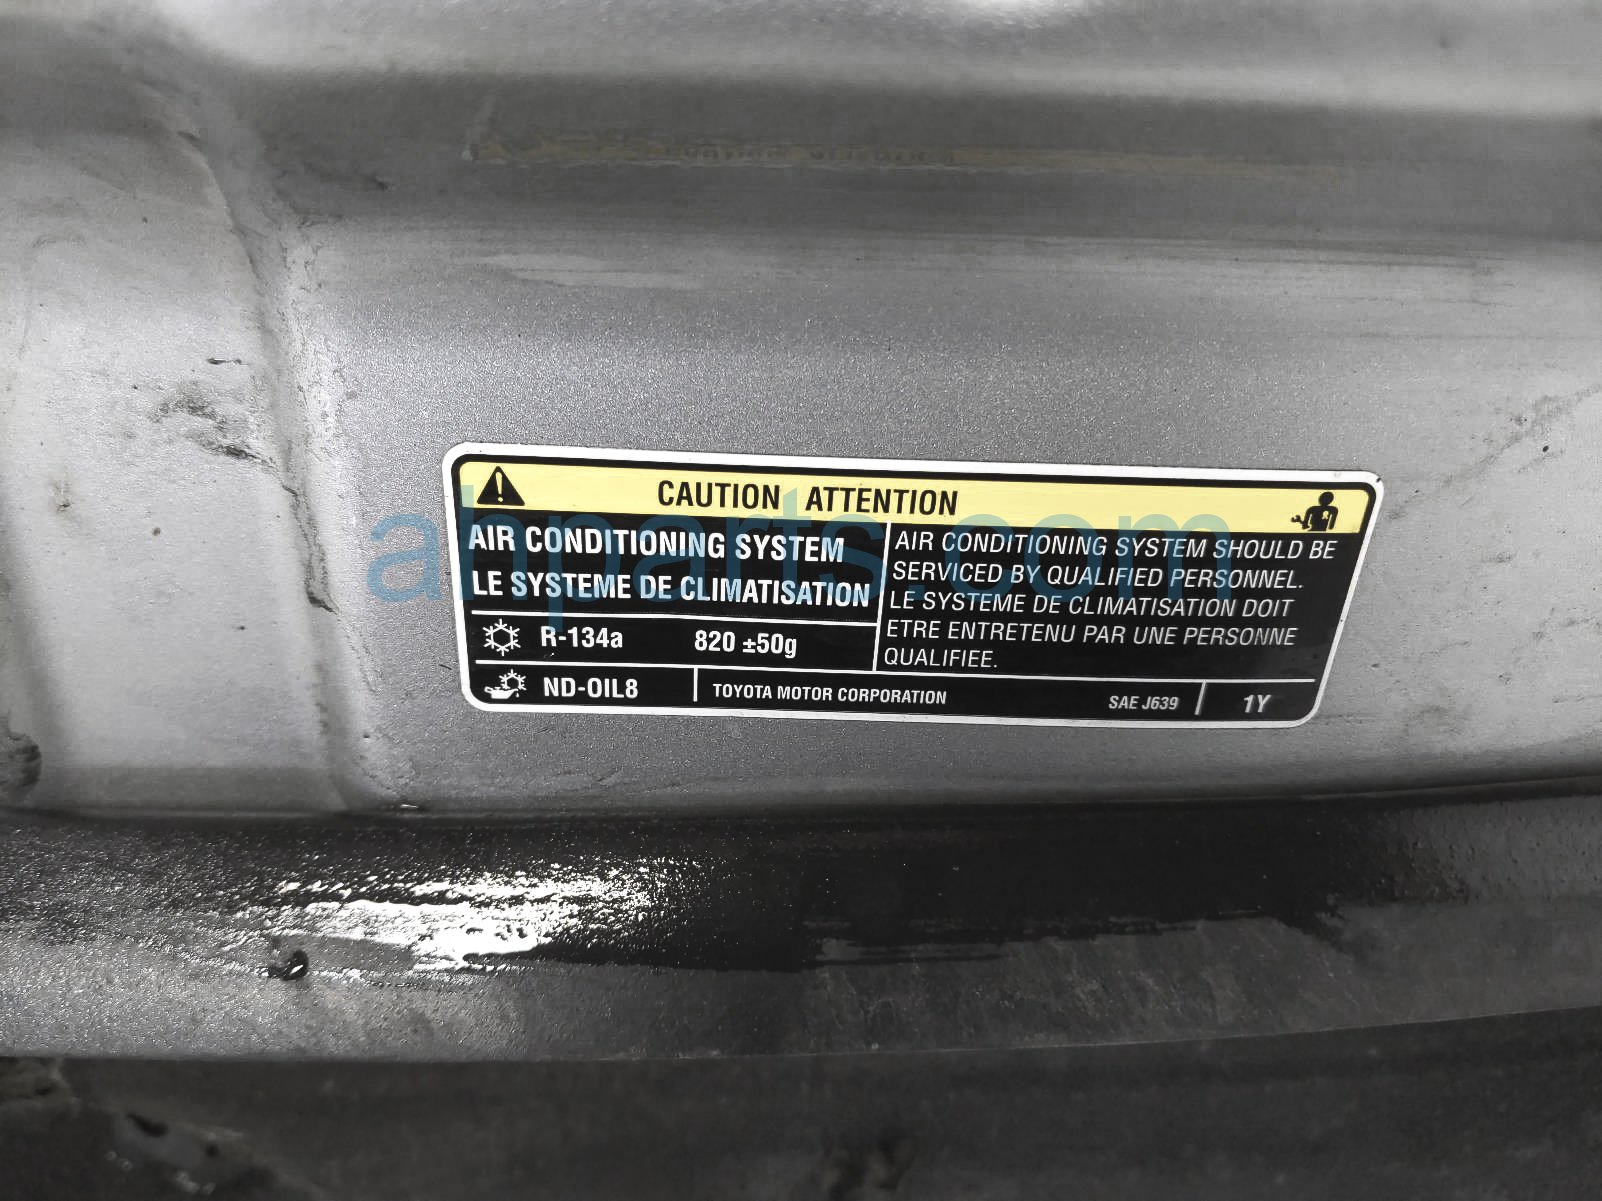 CAUTION ATTENTION
AIR CONDITIONING SYSTEM
LE SYSTEME DE CLIMATISATION
R-134a 820 ±50g
AIR CONDITIONING SYSTEM SHOULD BE
SERVICED BY QUALIFIED PERSONNEL.
LE SYSTEME DE CLIMATISATION DOIT
ETRE ENTRETENU PAR UNE PERSONNE
QUALIFIEE.
ND-OIL8 TOYOTA MOTOR CORPORATION SAE J639 1Y
ahparts.com